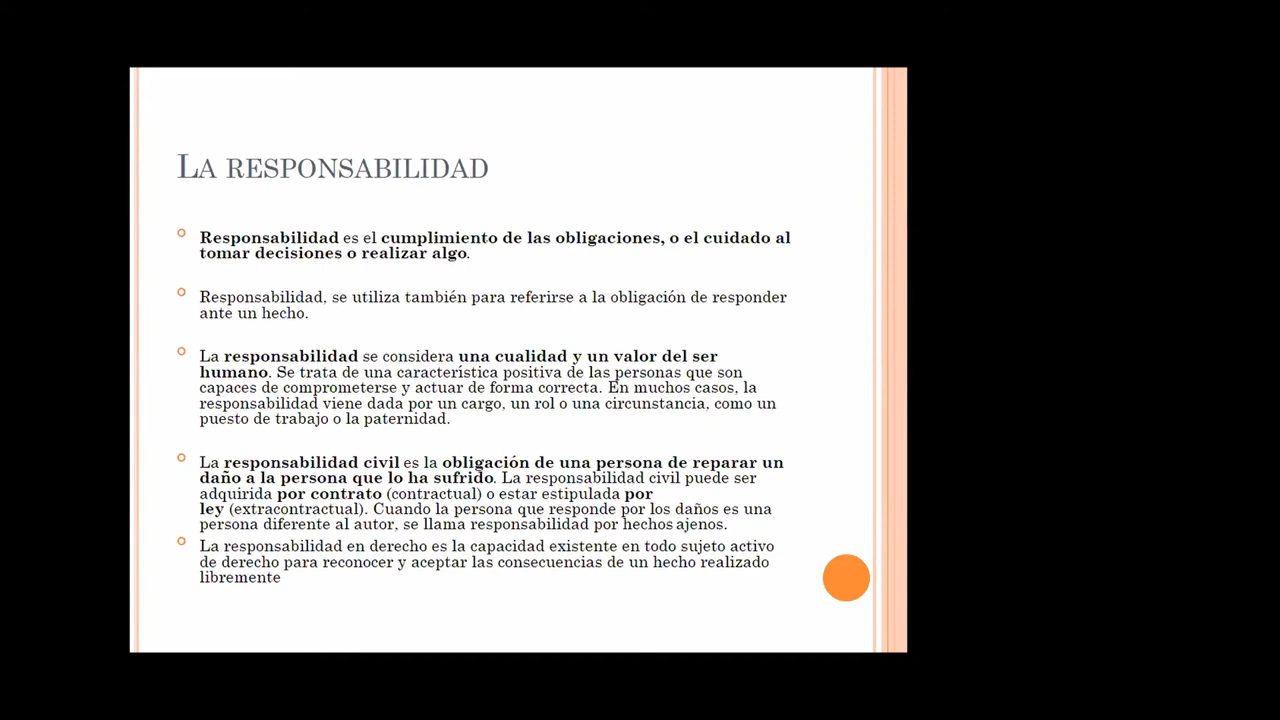 LA RESPONSABILIDAD
Responsabilidad es el cumplimiento de las obligaciones, o el cuidado al
tomar decisiones o realizar algo.
Responsabilidad, se utiliza también para referirse a la obligación de responder
ante un hecho.
La responsabilidad se considera una cualidad y un valor del ser
humano. Se trata de una característica positiva de las personas que son
capaces de comprometerse y actuar de forma correcta. En muchos casos, la
responsabilidad viene dada por un cargo, un rol o una circunstancia, como un
puesto de trabajo o la paternidad.
La responsabilidad civil es la obligación de una persona de reparar un
daño a la persona que lo ha sufrido. La responsabilidad civil puede ser
adquirida por contrato (contractual) o estar estipulada por
ley (extracontractual). Cuando la persona que responde por los daños es una
persona diferente al autor, se llama responsabilidad por hechos ajenos.
La responsabilidad en derecho es la capacidad existente en todo sujeto activo
de derecho para reconocer y aceptar las consecuencias de un hecho realizado
libremente